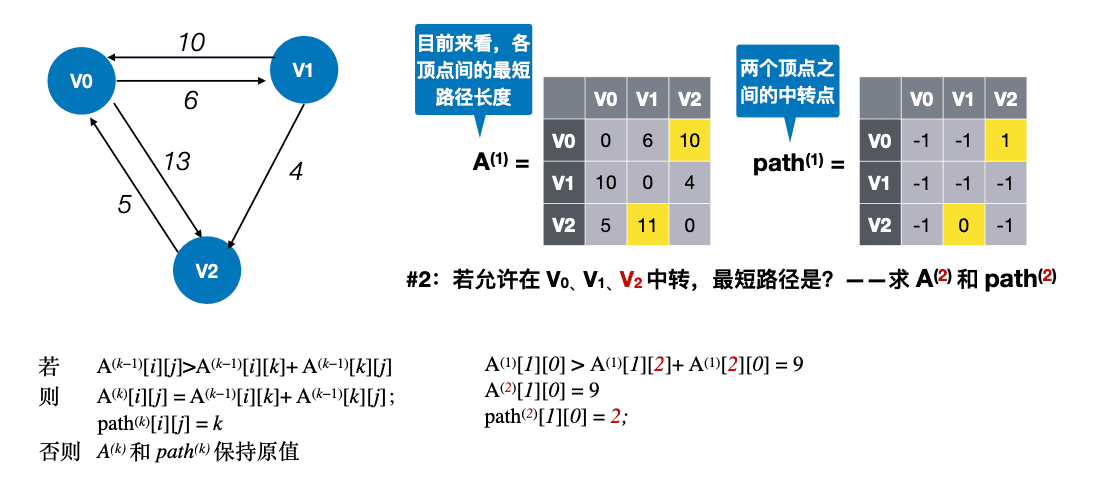 10
V0
V1
6
13
4
5
V2
目前来看，各
顶点间的最短
路径长度
A(1) =
V0 V1 V2
V0 0 6 10
V1 10 0 4
V2 5 11 0
两个顶点之
间的中转点
path(1) =
V0 V1 V2
V0 -1 -1 1
V1 -1 -1 -1
V2 -1 0 -1
#2：若允许在 V0、V1、V2 中转，最短路径是？——求 A(2) 和 path(2)
若 A(k−1)[i][j]>A(k−1)[i][k]+ A(k−1)[k][j]
则 A(k)[i][j] = A(k−1)[i][k]+ A(k−1)[k][j];
path(k)[i][j] = k
否则 A(k) 和 path(k) 保持原值
A(1)[1][0] > A(1)[1][2]+ A(1)[2][0] = 9
A(2)[1][0] = 9
path(2)[1][0] = 2;